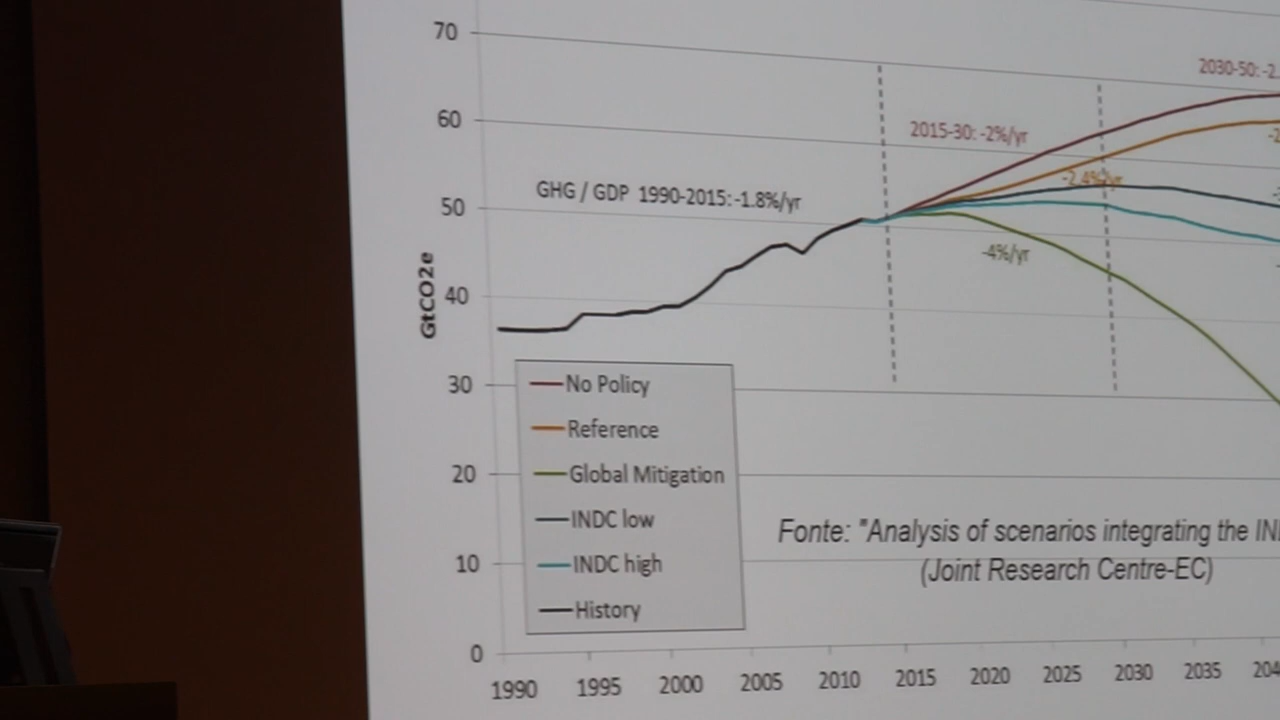 70
60
50
40
30
20
10
0
GtCO2e
2030-50: -2.
2015-30: -2%/yr
-2.4%/yr
GHG / GDP 1990-2015: -1.8%/yr
-4%/yr
No Policy
Reference
Global Mitigation
INDC low
INDC high
History
Fonte: "Analysis of scenarios integrating the
(Joint Research Centre-EC)
1990 1995 2000 2005 2010 2015 2020 2025 2030 2035